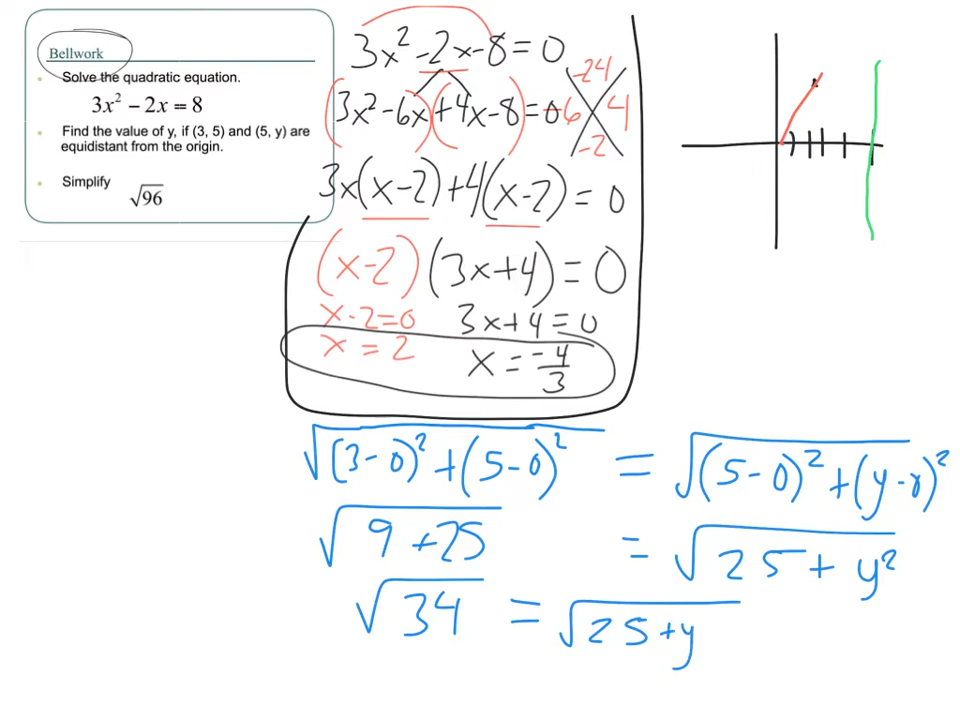 Bellwork
• Solve the quadratic equation.
3x² − 2x = 8
• Find the value of y, if (3, 5) and (5, y) are
equidistant from the origin.
• Simplify
√96
3x² - 2x - 8 = 0
(3x² - 6x)(+4x - 8) = 0
-24
-6 4
-2
3x(x-2) + 4(x-2) = 0
(x-2)(3x+4) = 0
x-2=0 3x+4=0
x = 2 x = -4/3
√(3-0)² + (5-0)² = √(5-0)² + (y-0)²
√9+25 = √25 + y²
√34 = √25+y